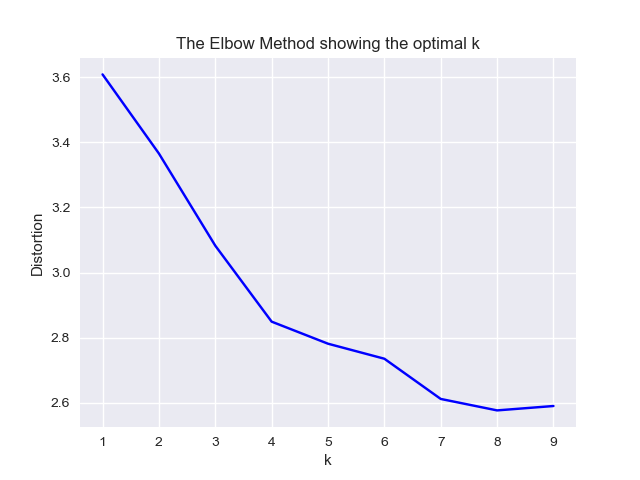 The Elbow Method showing the optimal k
3.6
3.4
3.2
3.0
2.8
2.6
Distortion
1 2 3 4 5 6 7 8 9
k